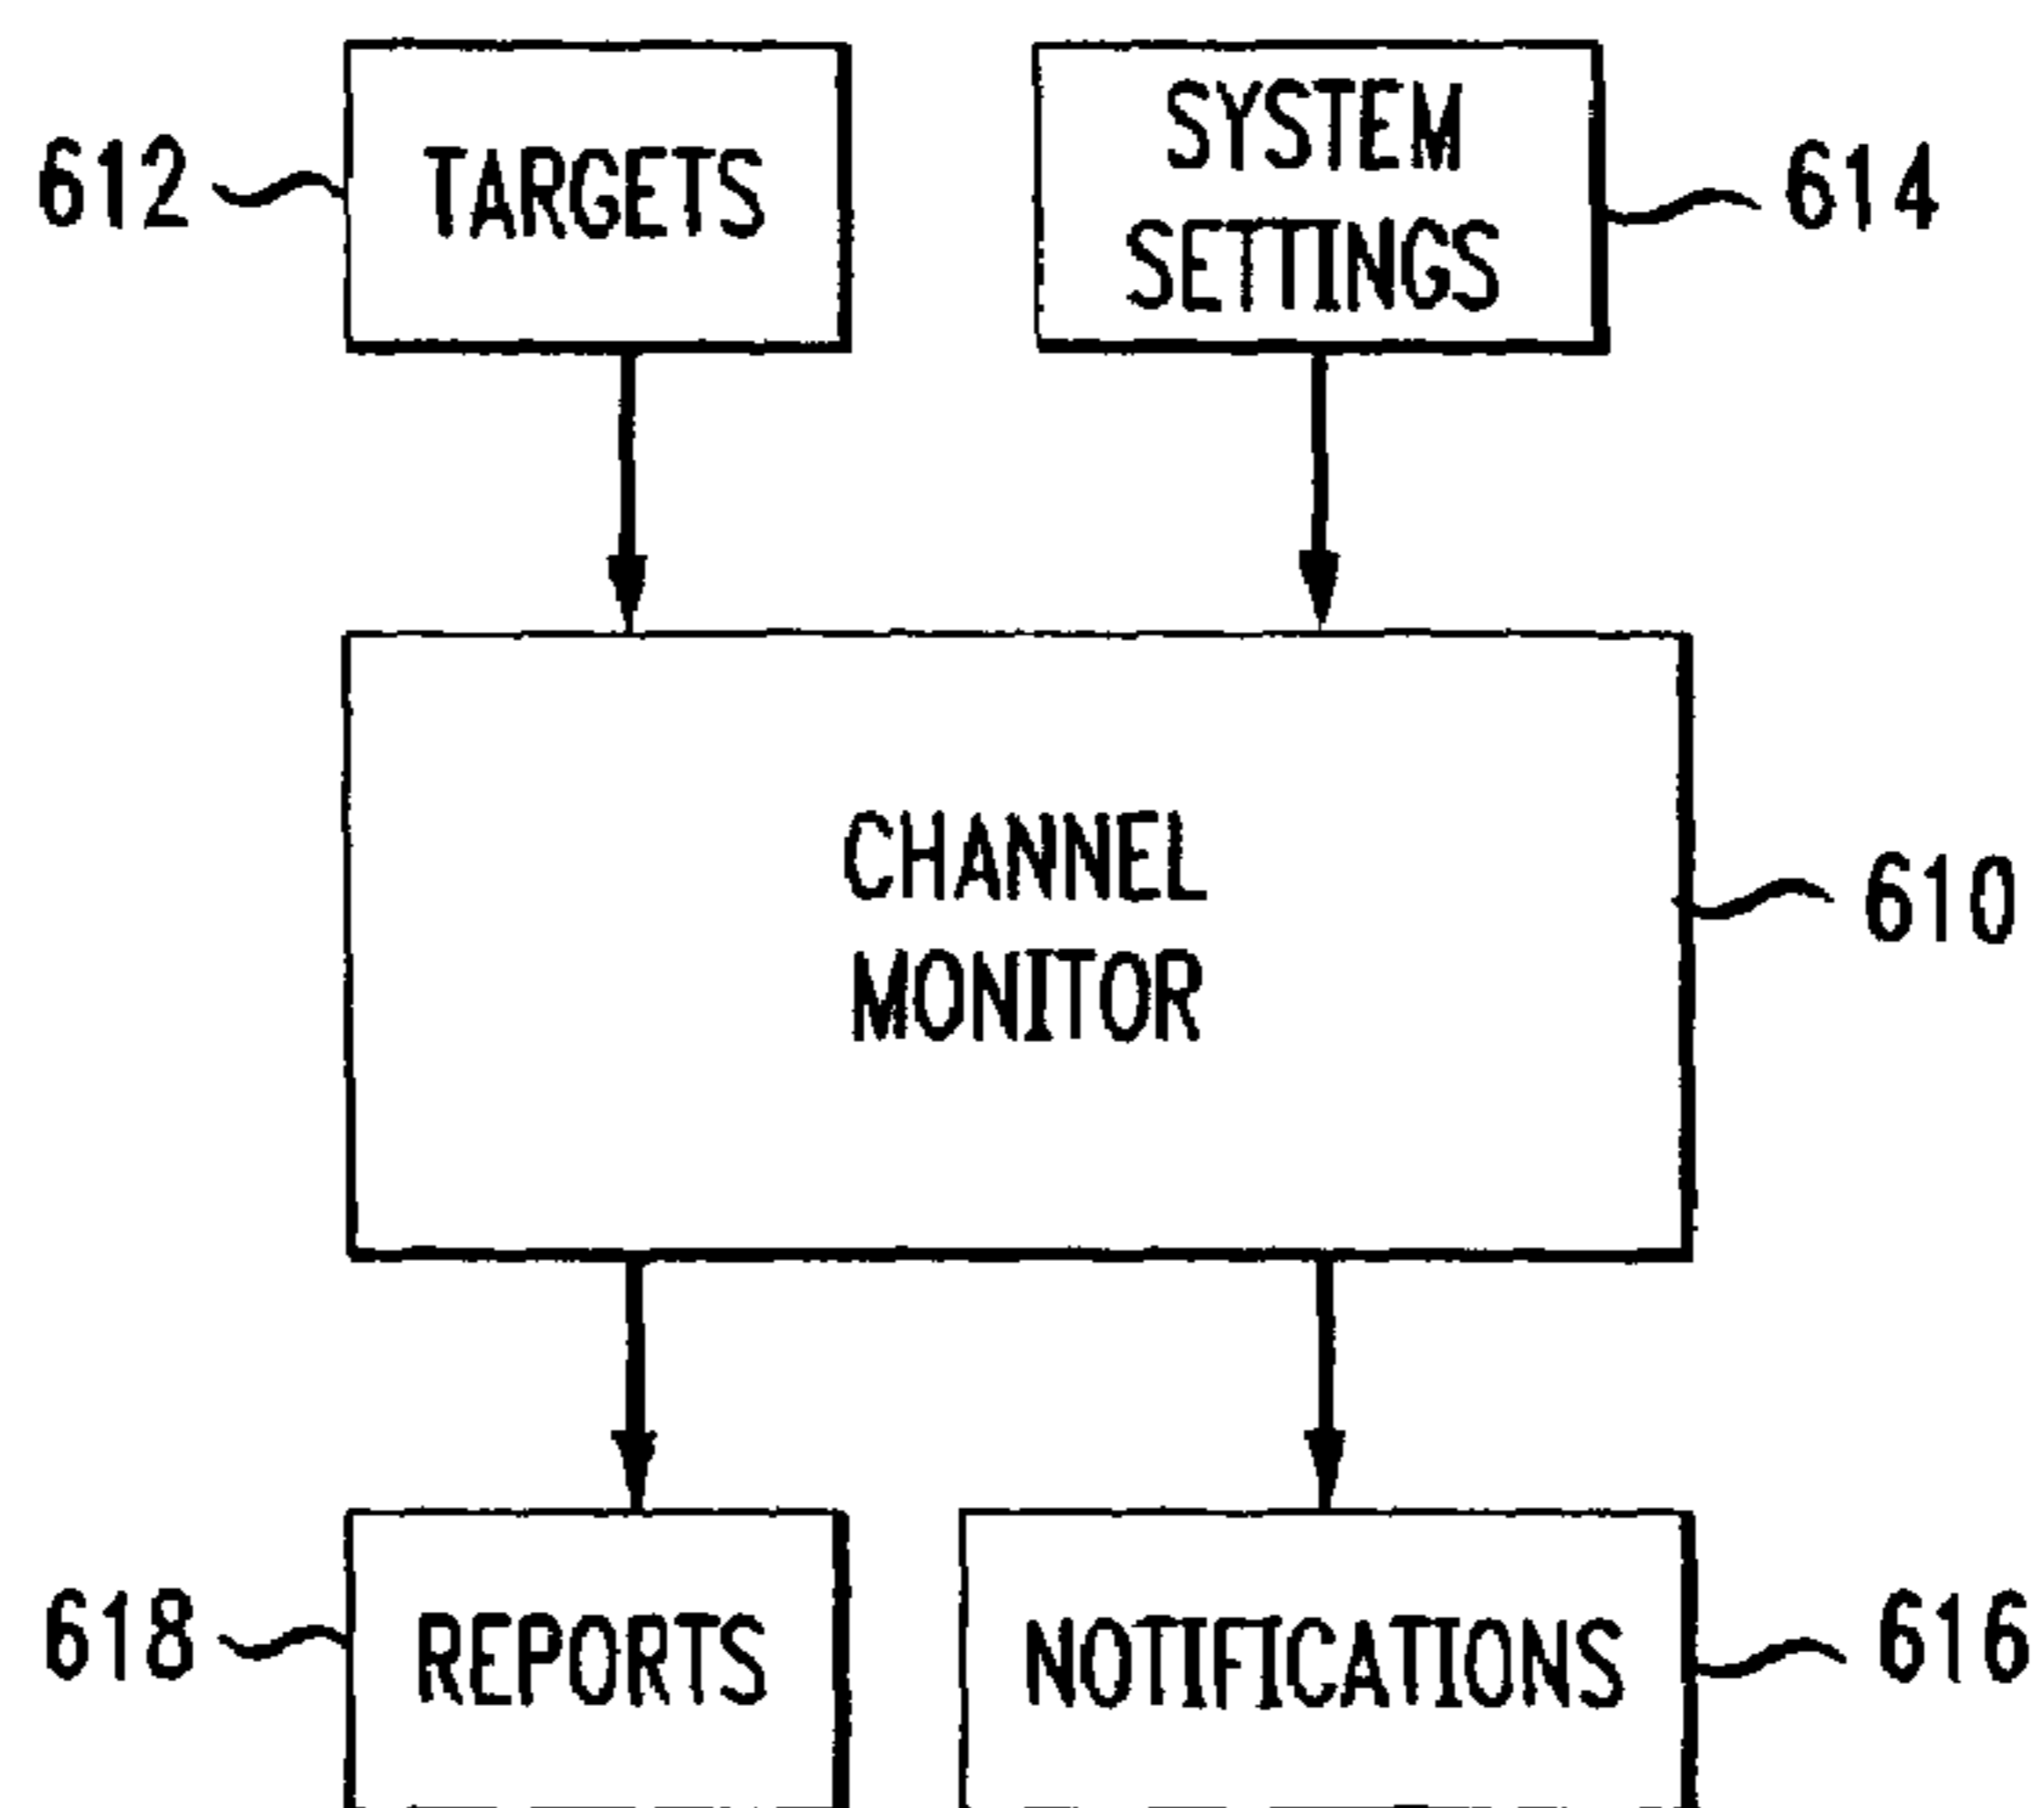 612
TARGETS
SYSTEM
SETTINGS
614
CHANNEL
MONITOR
610
618
REPORTS
NOTIFICATIONS
616